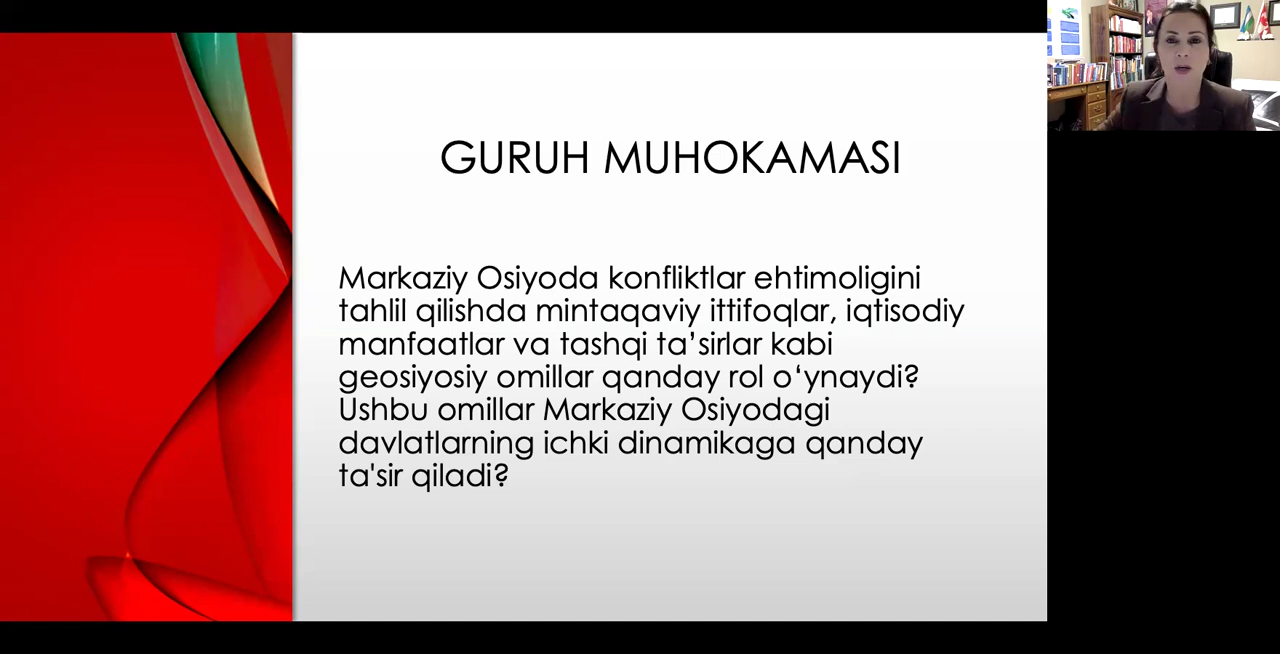 GURUH MUHOKAMASI
Markaziy Osiyoda konfliktlar ehtimoligini
tahlil qilishda mintaqaviy ittifoqlar, iqtisodiy
manfaatlar va tashqi ta’sirlar kabi
geosiyosiy omillar qanday rol o‘ynaydi?
Ushbu omillar Markaziy Osiyodagi
davlatlarning ichki dinamikaga qanday
ta'sir qiladi?